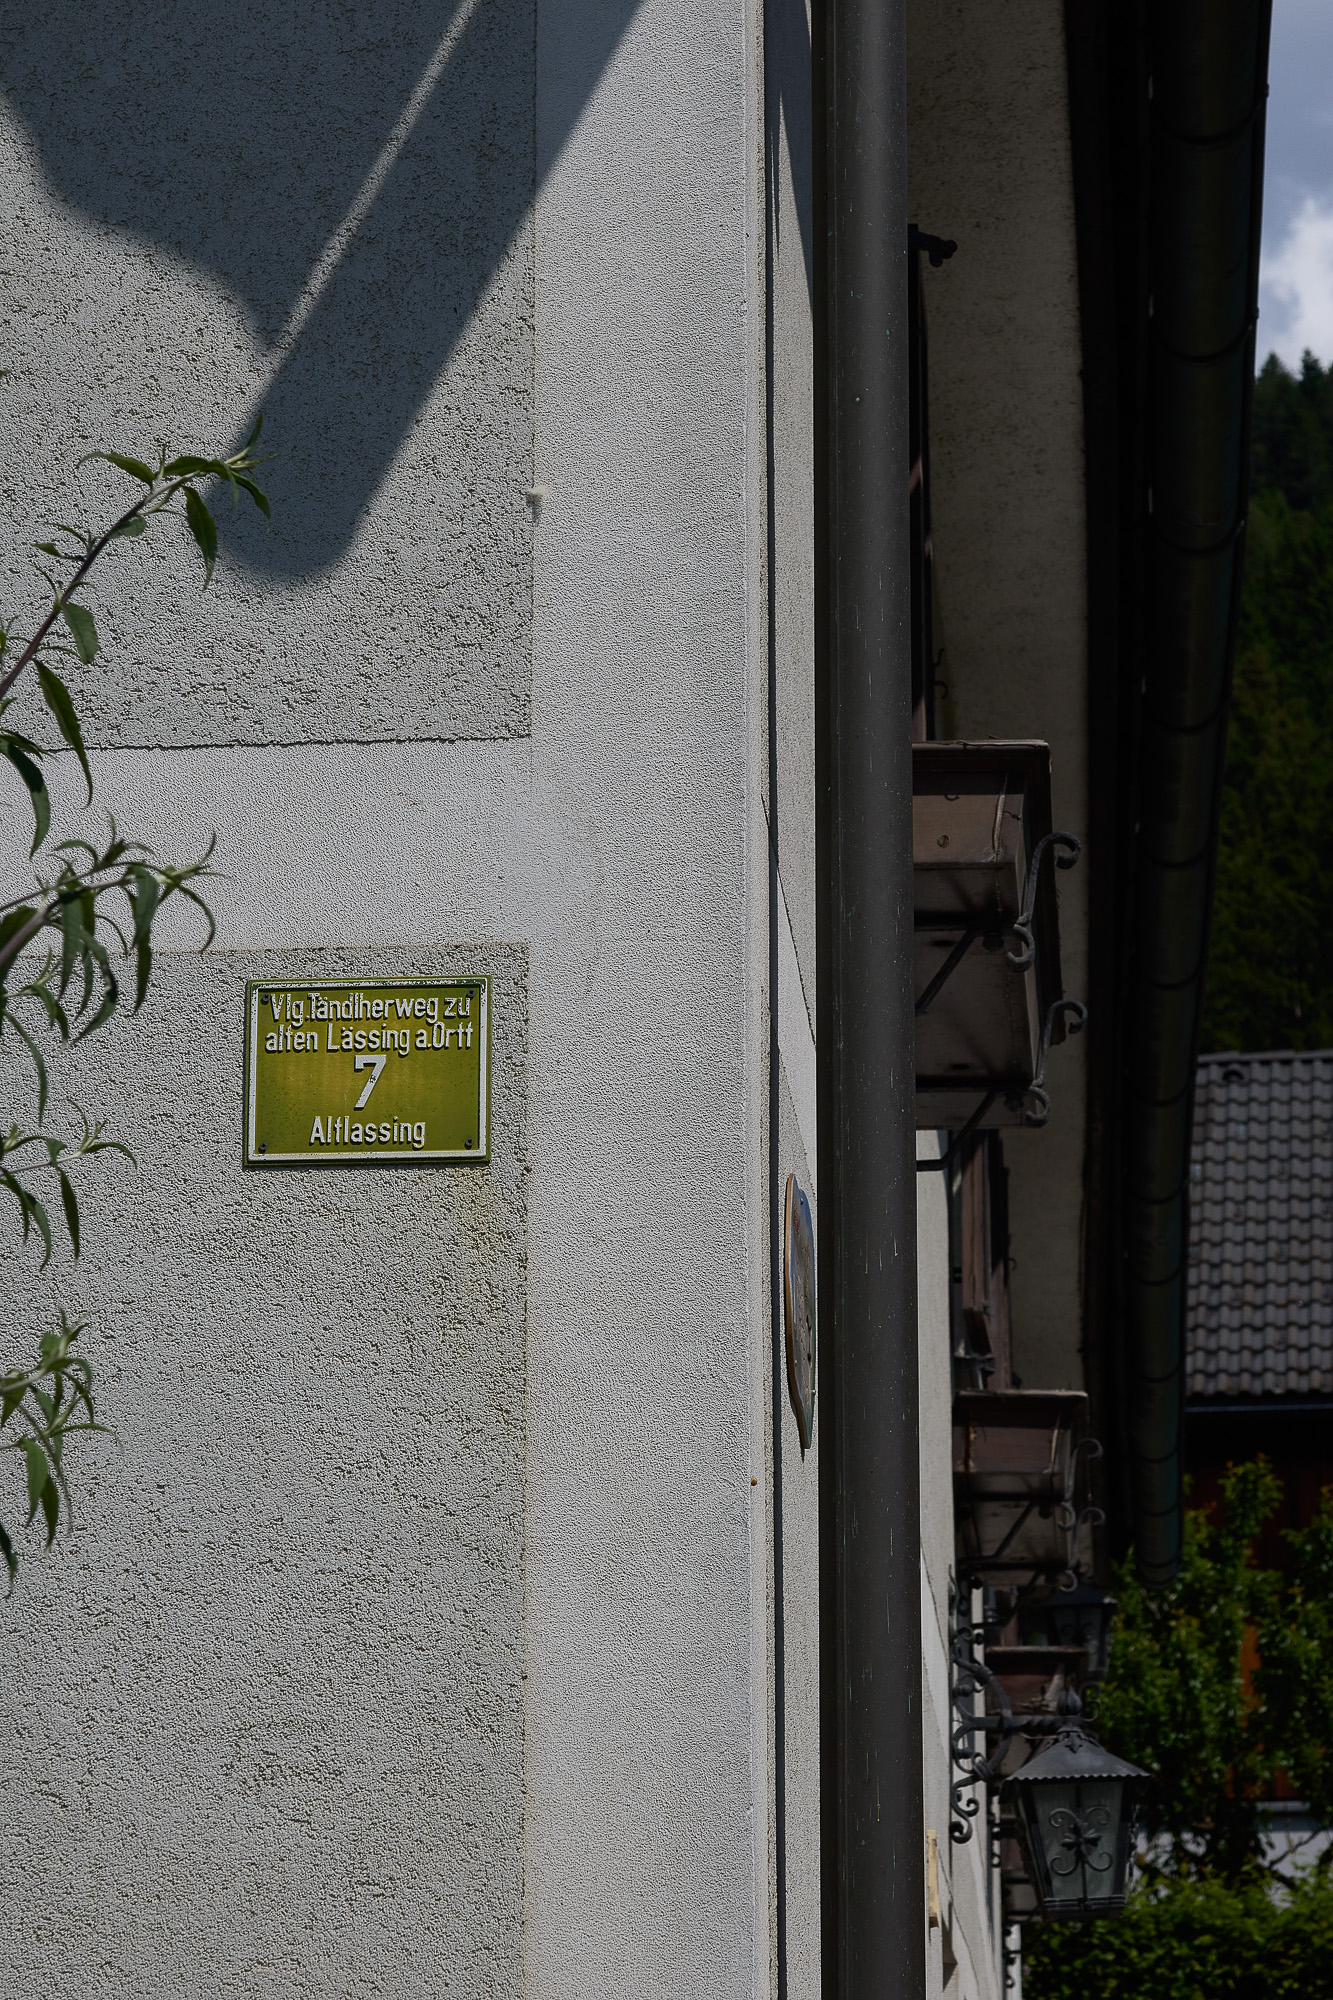 Vlg.Tändlherweg zu
alten Lässing a.Ortt
7
Altlassing